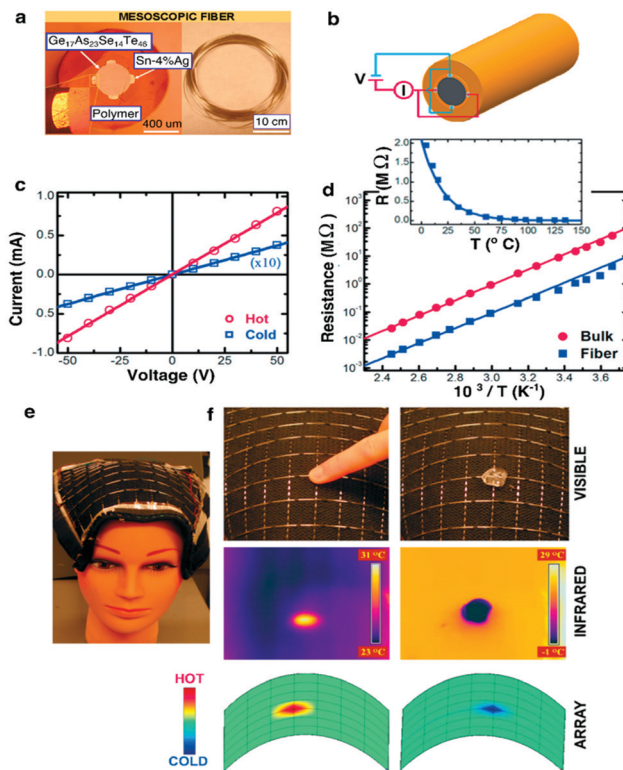 a
MESOSCOPIC FIBER
Ge17As23Se14Te46
Sn-4%Ag
Polymer
400 um
10 cm
b
V
I
c
Current (mA)
1.0
0.5
0.0
-0.5
-1.0
(x10)
Hot
Cold
-50
-25
0
25
50
Voltage (V)
R (M Ω)
2.0
1.5
1.0
0.5
0.0
0
25
50
75
100
125
150
T (° C)
d
Resistance (MΩ)
10³
10²
10¹
10⁰
10⁻¹
10⁻²
10⁻³
Bulk
Fiber
2.4
2.6
2.8
3.0
3.2
3.4
3.6
10³/T (K⁻¹)
e
f
VISIBLE
31 °C
23 °C
29 °C
-1 °C
INFRARED
HOT
COLD
ARRAY